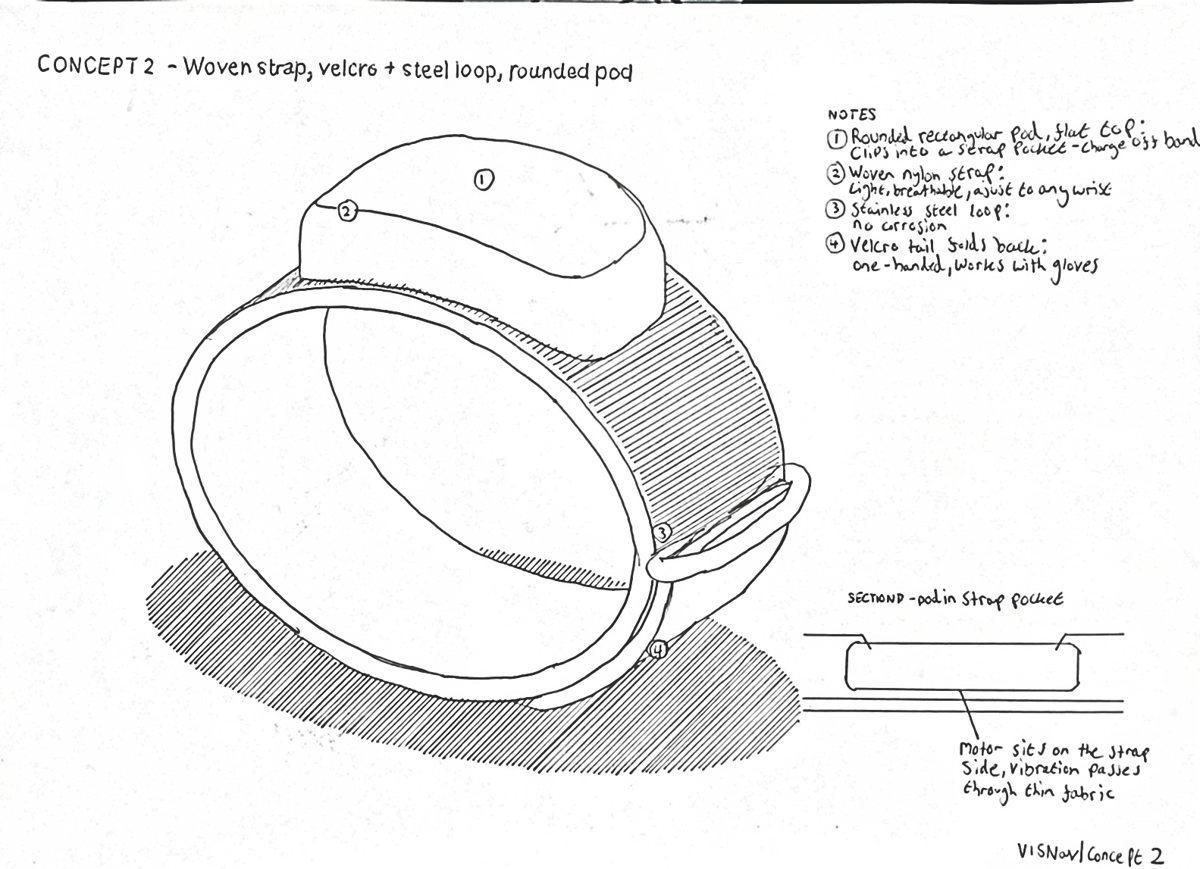 CONCEPT 2 - Woven strap, velcro + steel loop, rounded pod
NOTES
① Rounded rectangular pod, flat top:
Clips into a strap pocket - charge off band
② Woven nylon strap:
Light, breathable, ajust to any wrist
③ Stainless steel loop:
no corrosion
④ Velcro tail folds back:
one-handed, works with gloves
①
②
③
④
SECTION D - pod in strap pocket
Motor sits on the strap
Side, vibration passes
through thin fabric
VISNav/Concept 2